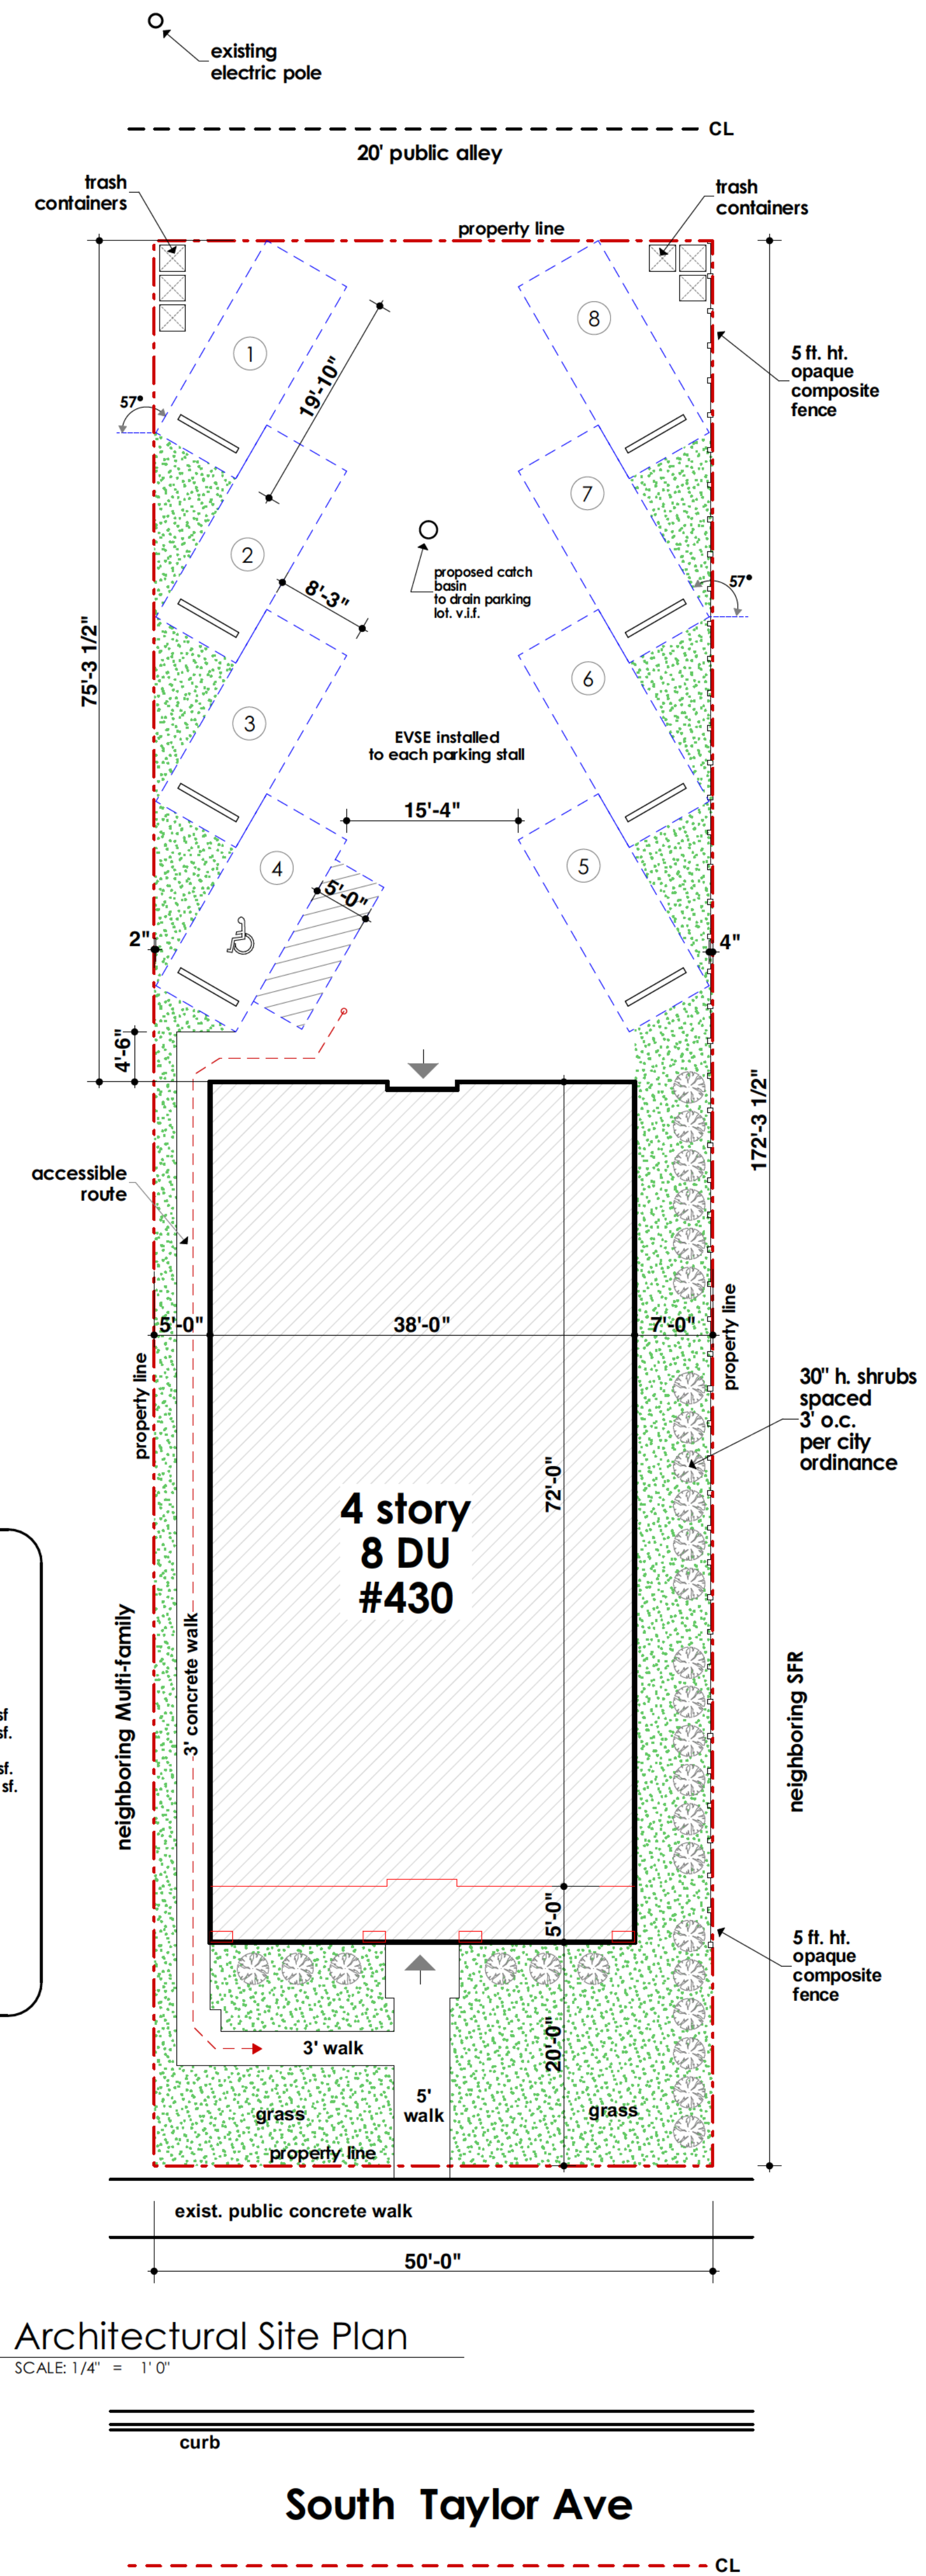 existing
electric pole
CL
20' public alley
trash
containers
trash
containers
property line
1
8
5 ft. ht.
opaque
composite
fence
19'-10"
57°
7
2
proposed catch
basin
to drain parking
lot. v.i.f.
57°
8'-3"
75'-3 1/2"
6
3
EVSE installed
to each parking stall
15'-4"
4
5
5'-0"
2"
4"
4'-6"
172'-3 1/2"
accessible
route
5'-0"
38'-0"
7'-0"
property line
property line
30" h. shrubs
spaced
3' o.c.
per city
ordinance
72'-0"
4 story
8 DU
#430
neighboring Multi-family
3' concrete walk
neighboring SFR
sf
sf.
sf.
sf.
5'-0"
5 ft. ht.
opaque
composite
fence
20'-0"
3' walk
5'
walk
grass
grass
property line
exist. public concrete walk
50'-0"
Architectural Site Plan
SCALE: 1/4" = 1' 0"
curb
South Taylor Ave
CL